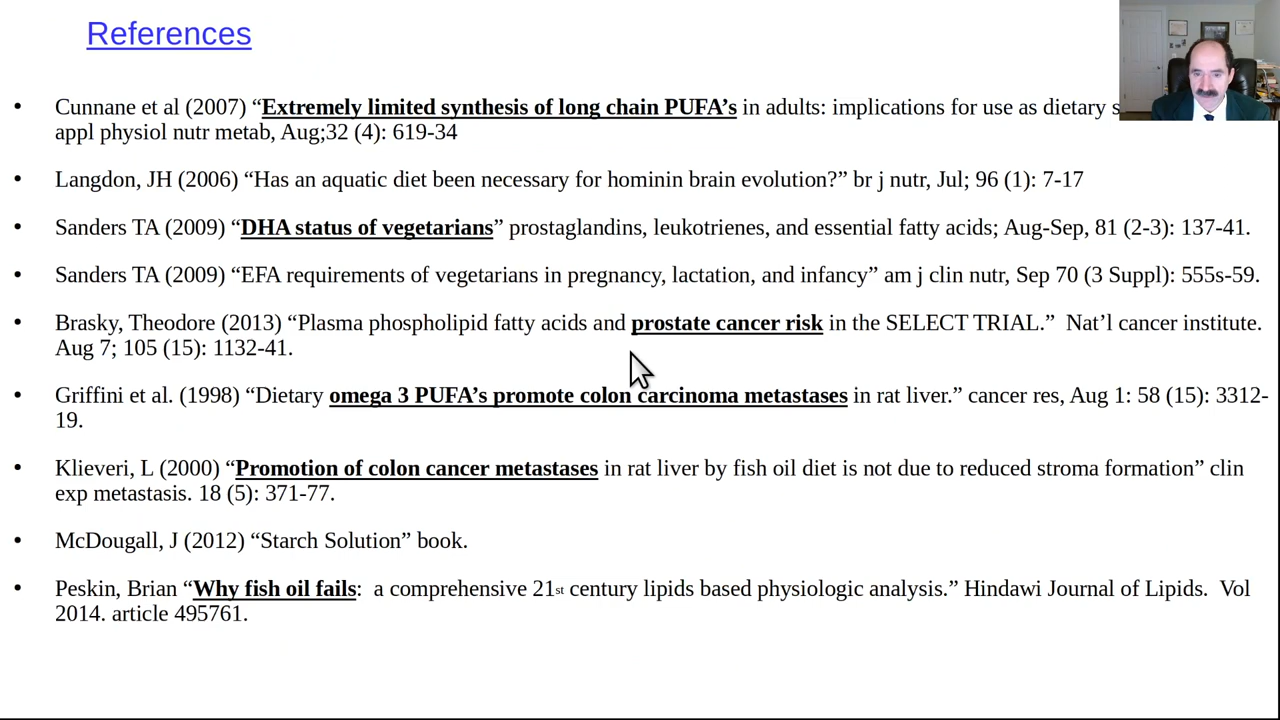 References
• Cunnane et al (2007) “Extremely limited synthesis of long chain PUFA’s in adults: implications for use as dietary
appl physiol nutr metab, Aug;32 (4): 619-34
• Langdon, JH (2006) “Has an aquatic diet been necessary for hominin brain evolution?” br j nutr, Jul; 96 (1): 7-17
• Sanders TA (2009) “DHA status of vegetarians” prostaglandins, leukotrienes, and essential fatty acids; Aug-Sep, 81 (2-3): 137-41.
• Sanders TA (2009) “EFA requirements of vegetarians in pregnancy, lactation, and infancy” am j clin nutr, Sep 70 (3 Suppl): 555s-59.
• Brasky, Theodore (2013) “Plasma phospholipid fatty acids and prostate cancer risk in the SELECT TRIAL.” Nat’l cancer institute.
Aug 7; 105 (15): 1132-41.
• Griffini et al. (1998) “Dietary omega 3 PUFA’s promote colon carcinoma metastases in rat liver.” cancer res, Aug 1: 58 (15): 3312-
19.
• Klieveri, L (2000) “Promotion of colon cancer metastases in rat liver by fish oil diet is not due to reduced stroma formation” clin
exp metastasis. 18 (5): 371-77.
• McDougall, J (2012) “Starch Solution” book.
• Peskin, Brian “Why fish oil fails: a comprehensive 21st century lipids based physiologic analysis.” Hindawi Journal of Lipids. Vol
2014. article 495761.